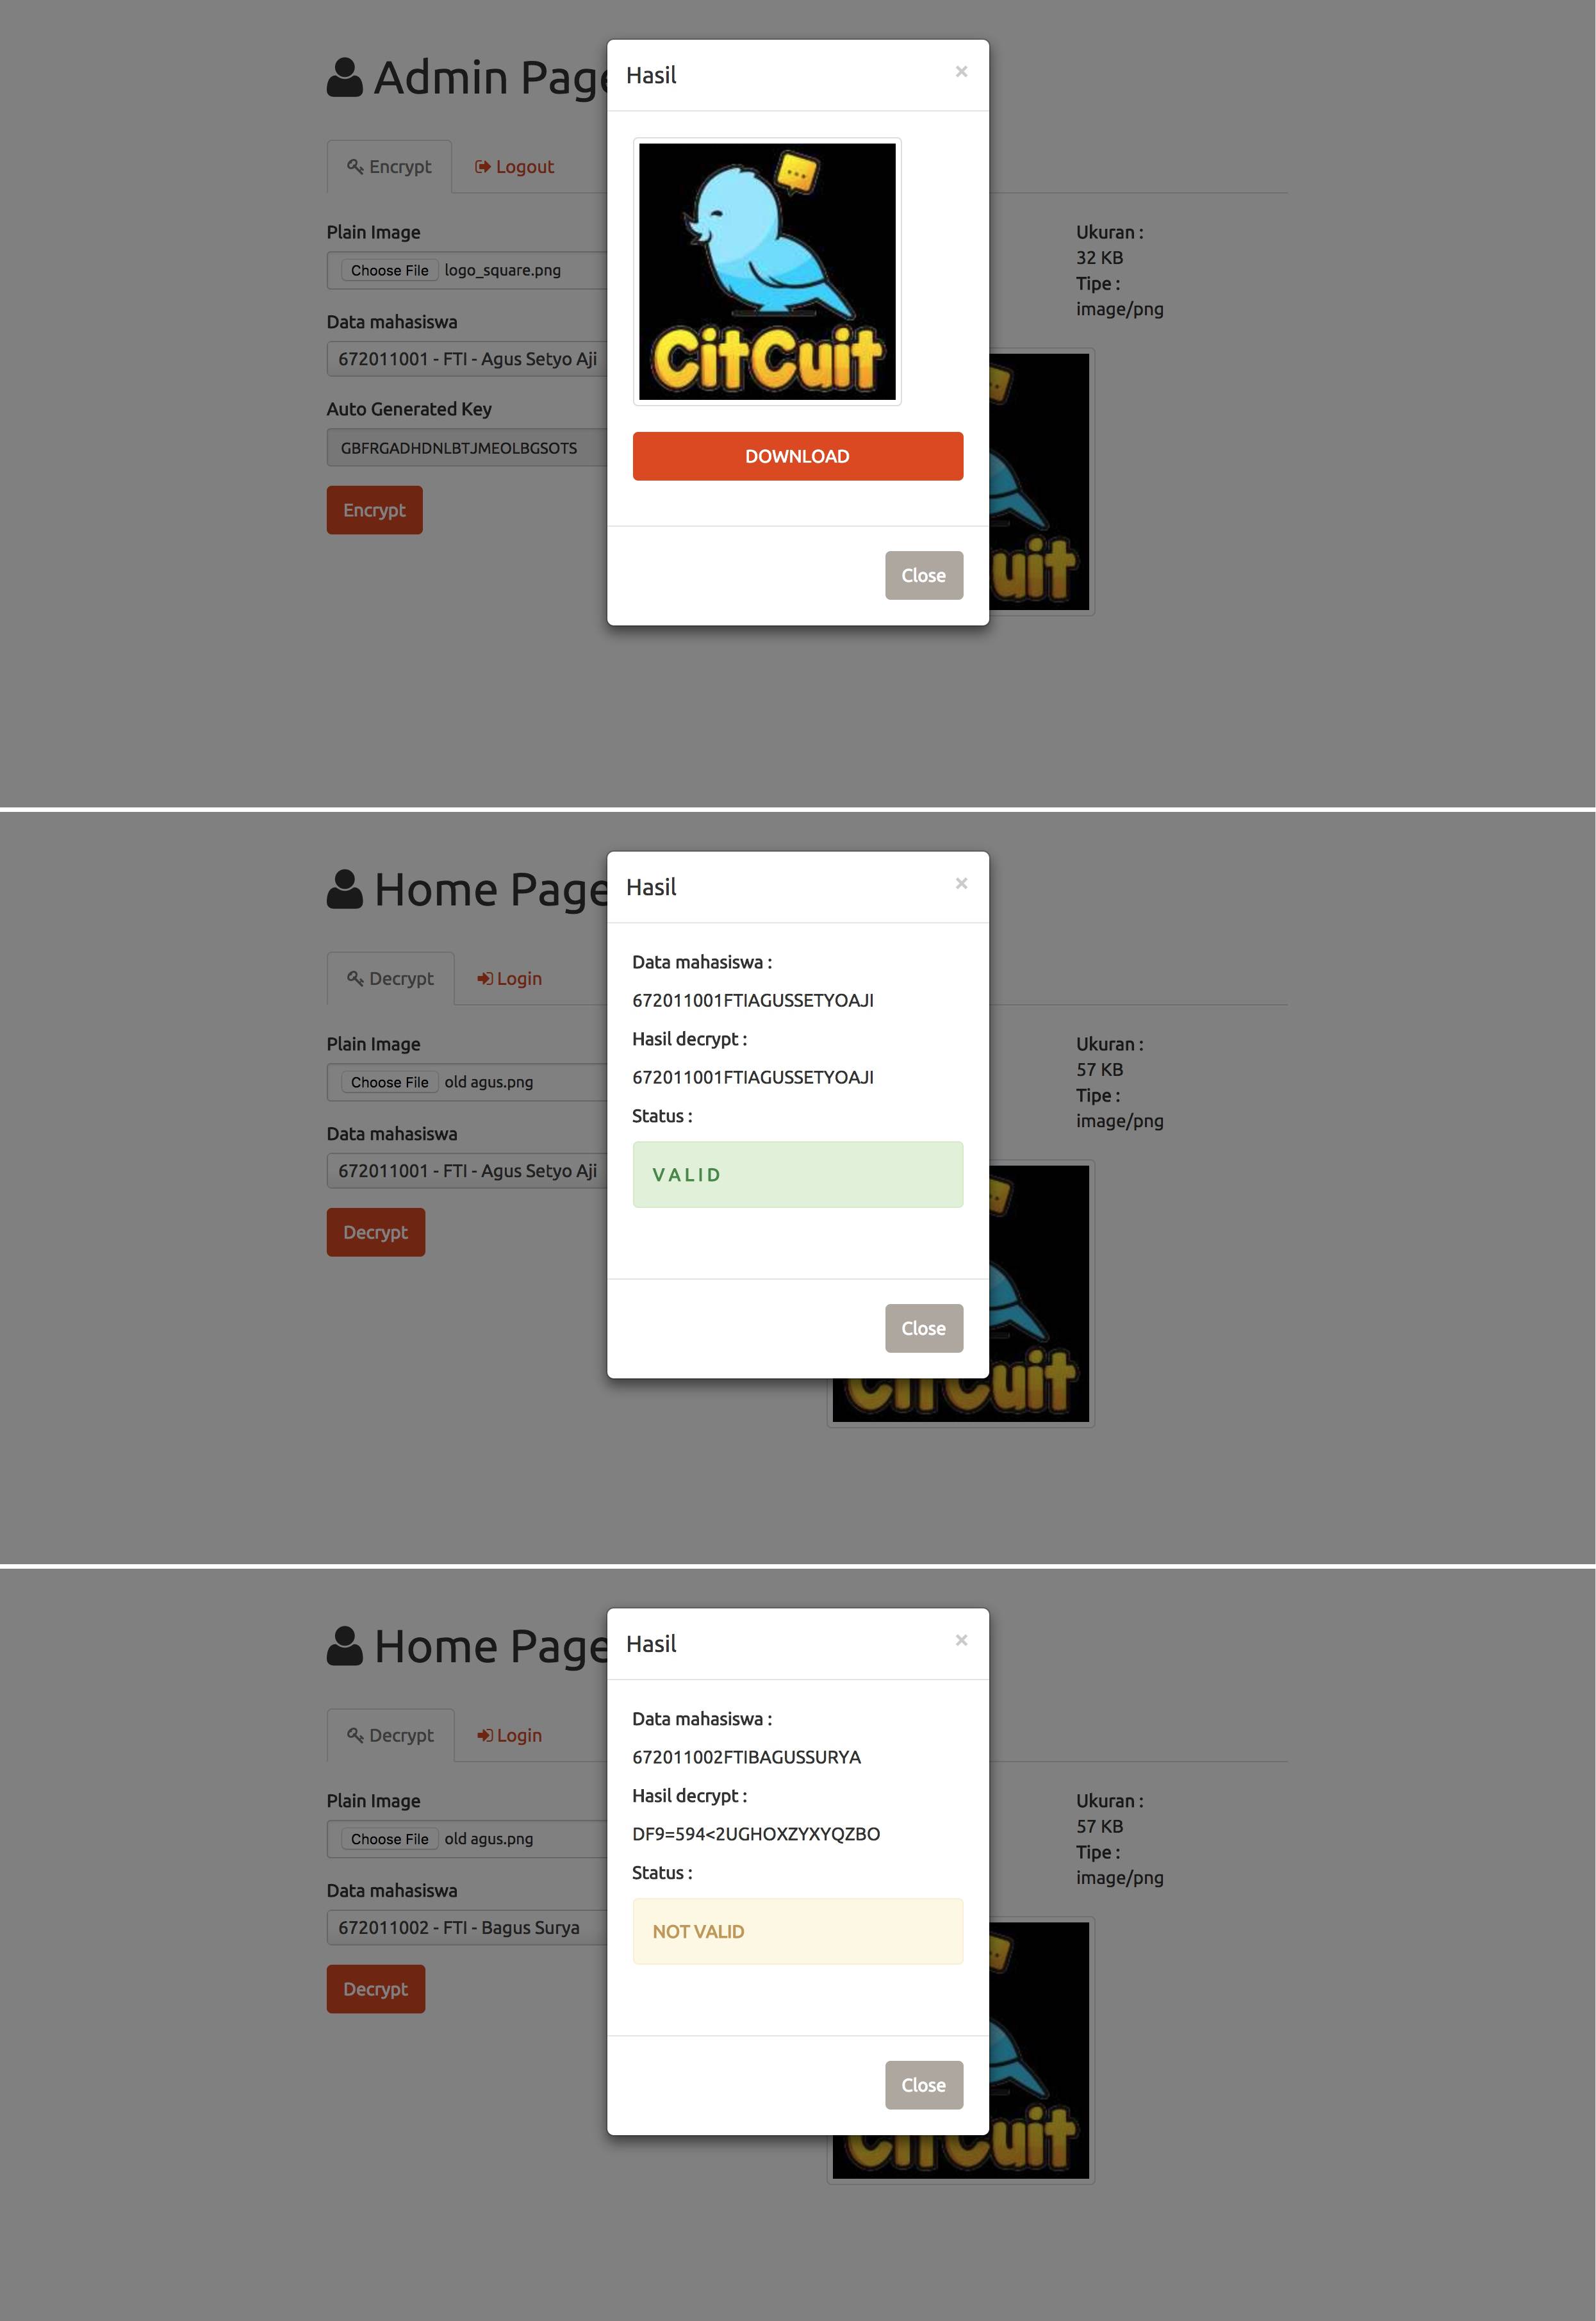 Admin Page
Hasil
×
Encrypt
Logout
CitCuit
Plain Image
Choose File logo_square.png
Data mahasiswa
672011001 - FTI - Agus Setyo Aji
Auto Generated Key
GBFRGADHDNLBTJMEOLBGSOTS
Encrypt
DOWNLOAD
Close
Ukuran :
32 KB
Tipe :
image/png
uit
Home Page
Hasil
×
Decrypt
Login
Plain Image
Choose File old agus.png
Data mahasiswa
672011001 - FTI - Agus Setyo Aji
Decrypt
Data mahasiswa :
672011001FTIAGUSSETYOAJI
Hasil decrypt :
672011001FTIAGUSSETYOAJI
Status :
VALID
Close
Ukuran :
57 KB
Tipe :
image/png
CitCuit
Home Page
Hasil
×
Decrypt
Login
Plain Image
Choose File old agus.png
Data mahasiswa
672011002 - FTI - Bagus Surya
Decrypt
Data mahasiswa :
672011002FTIBAGUSSURYA
Hasil decrypt :
DF9=594<2UGHOXZYXYQZBO
Status :
NOT VALID
Close
Ukuran :
57 KB
Tipe :
image/png
CitCuit